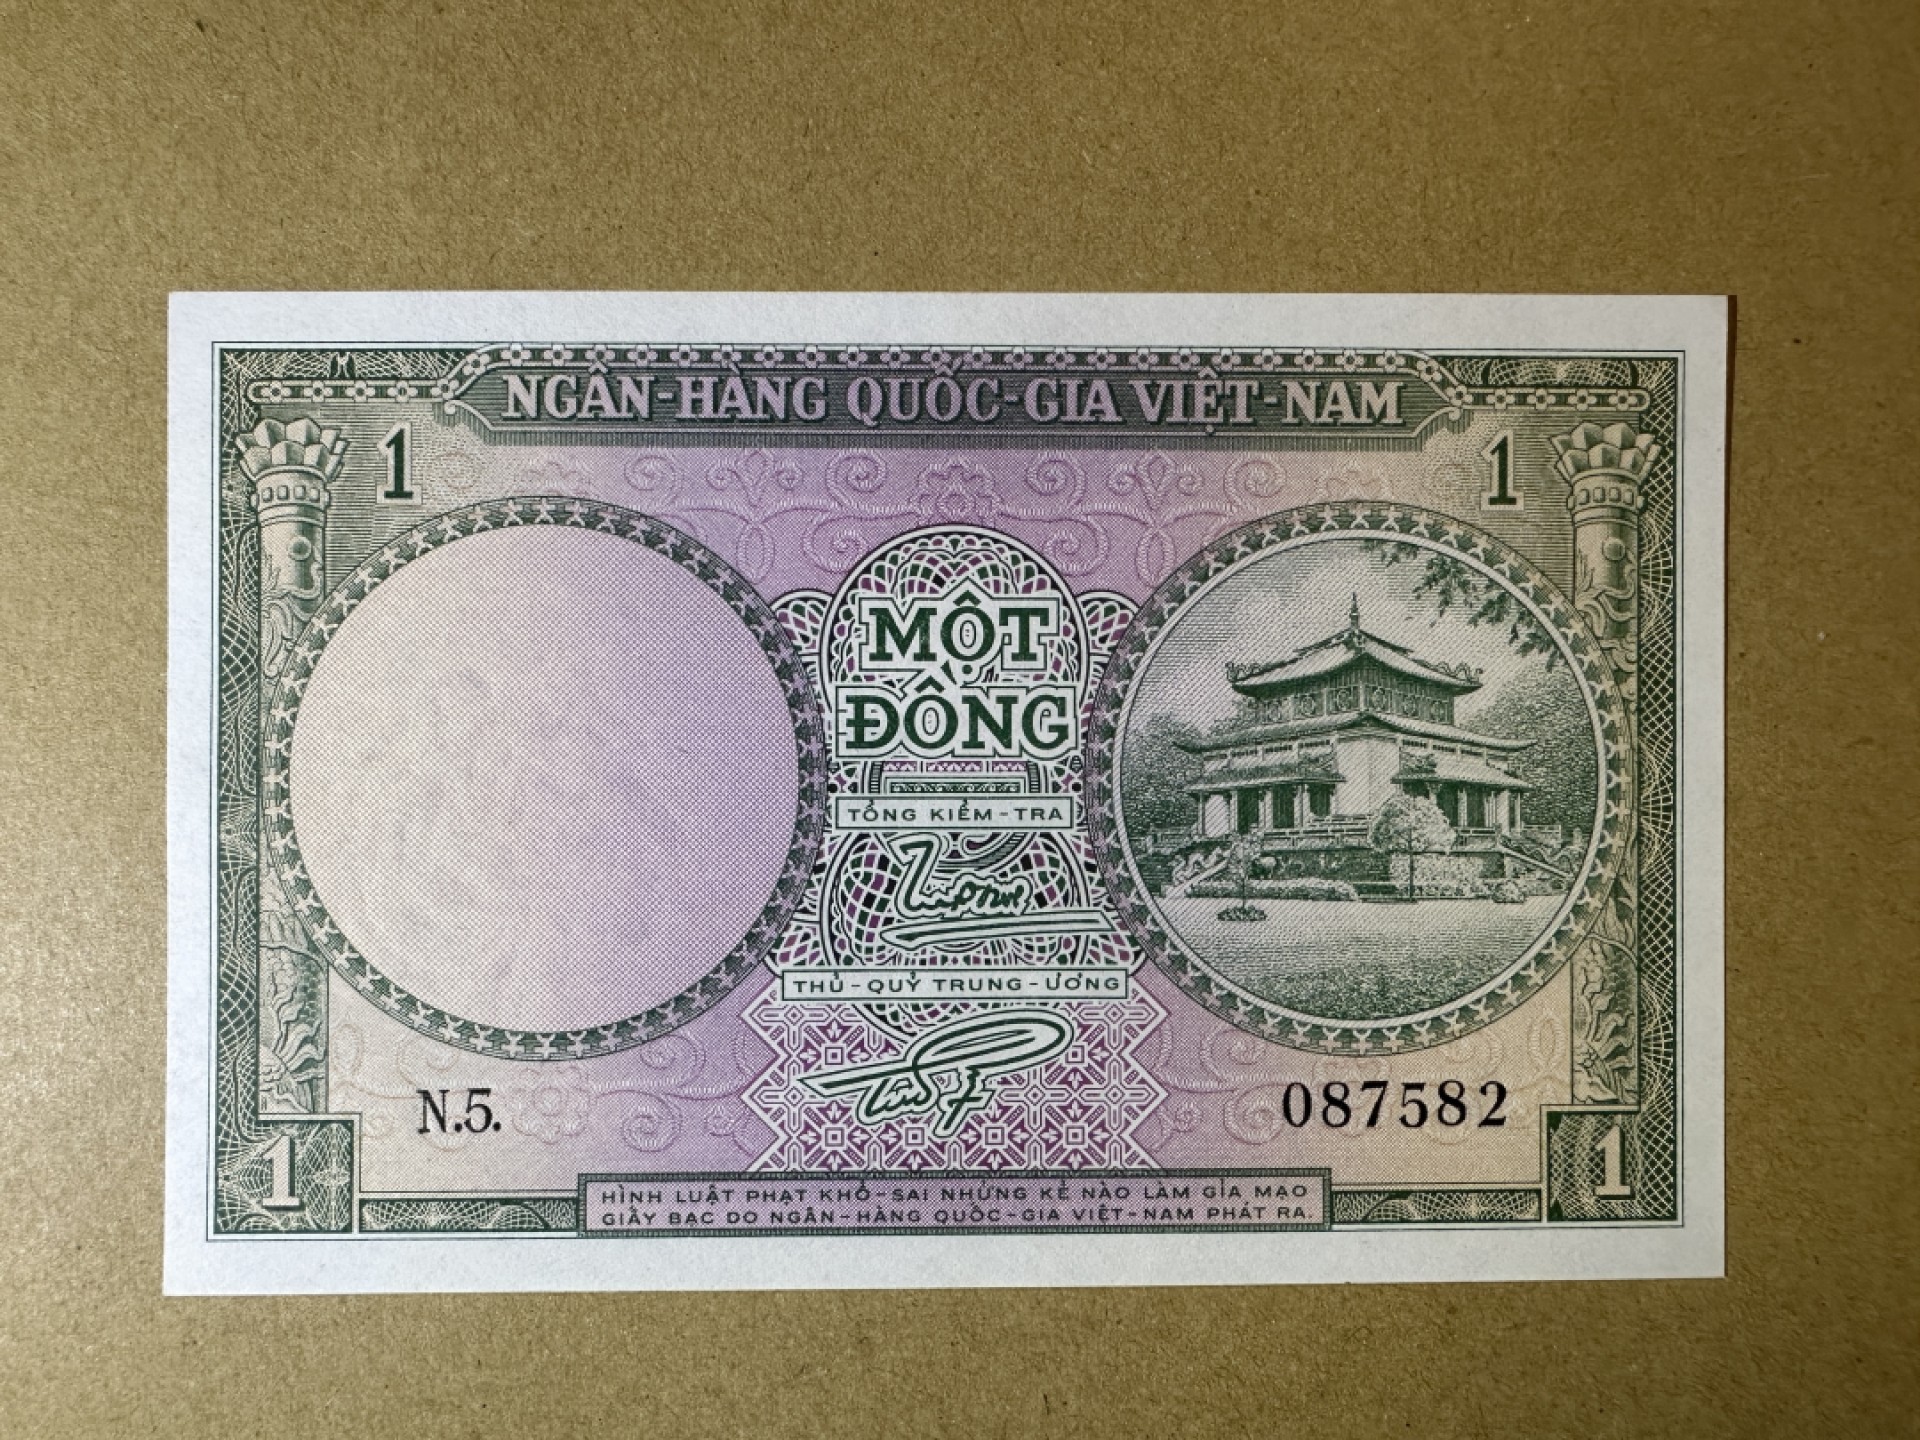 NGÂN-HÀNG QUỐC-GIA VIỆT-NAM
1 1
MỘT
ĐỒNG
TỔNG KIỂM-TRA
THỦ-QUỸ TRUNG-ƯƠNG
N.5. 087582
1 1
HÌNH LUẬT PHẠT KHỔ-SAI NHỮNG KẺ NÀO LÀM GIẢ MẠO
GIẤY BẠC DO NGÂN-HÀNG QUỐC-GIA VIỆT-NAM PHÁT RA.